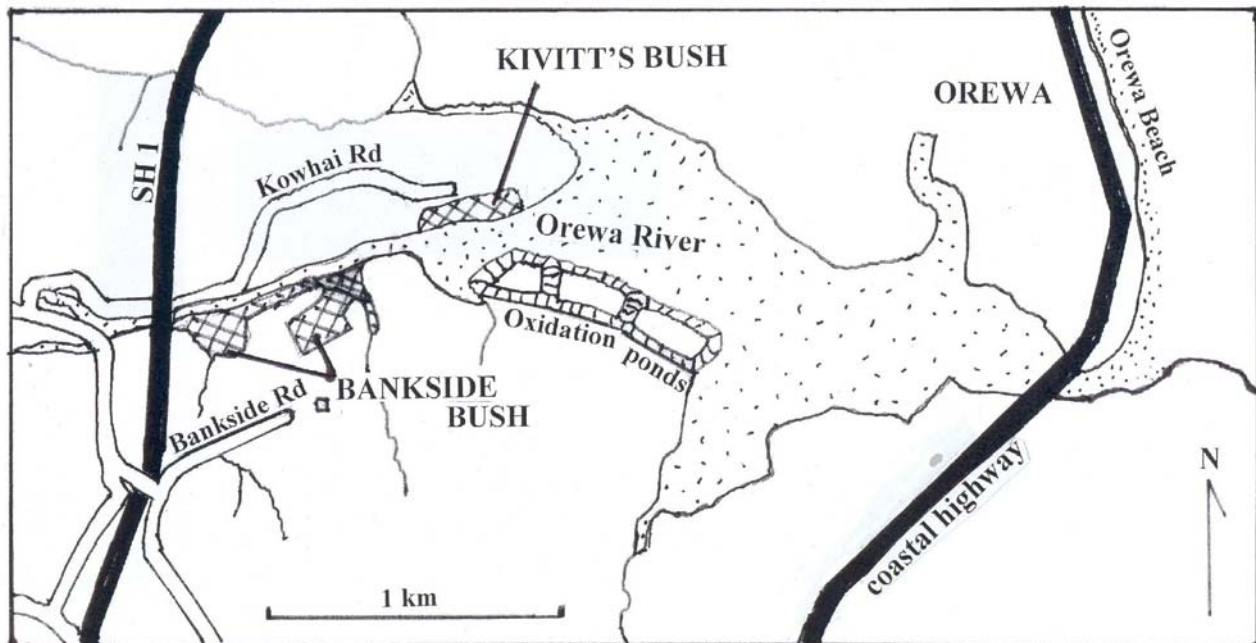 KIVITT'S BUSH
OREWA
Orewa Beach
SH 1
Kowhai Rd
Orewa River
Oxidation ponds
Bankside Rd
BANKSIDE
BUSH
N
coastal highway
1 km